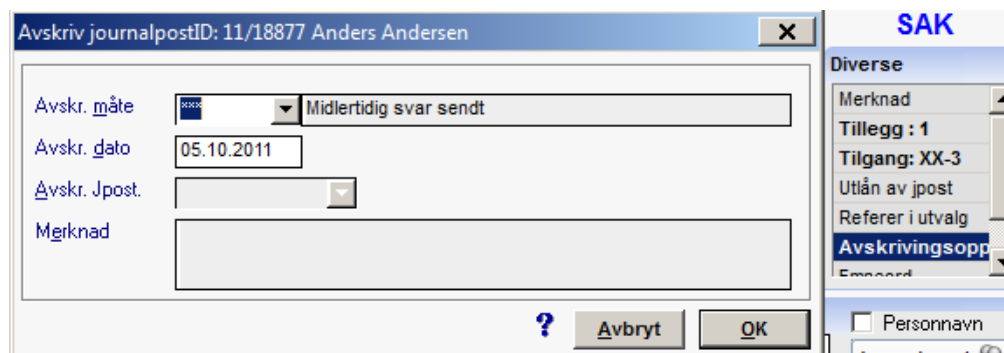 Avskriv journalpostID: 11/18877 Anders Andersen
Avskr. måte
***
Midlertidig svar sendt
Avskr. dato
05.10.2011
Avskr. Jpost.
Merknad
?
Avbryt
OK
SAK
Diverse
Merknad
Tillegg : 1
Tilgang: XX-3
Utlån av jpost
Referer i utvalg
Avskrivingsopp
Personnavn